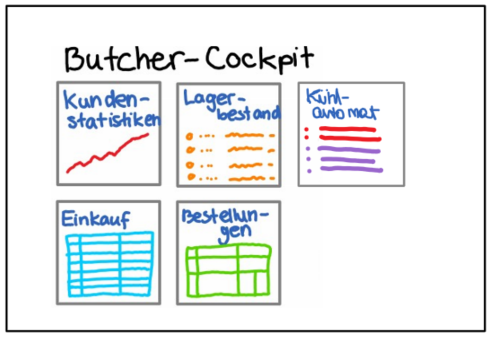 Butcher-Cockpit
Kunden-
statistiken
Lager-
bestand
Kühl-
automat
Einkauf
Bestellun-
gen